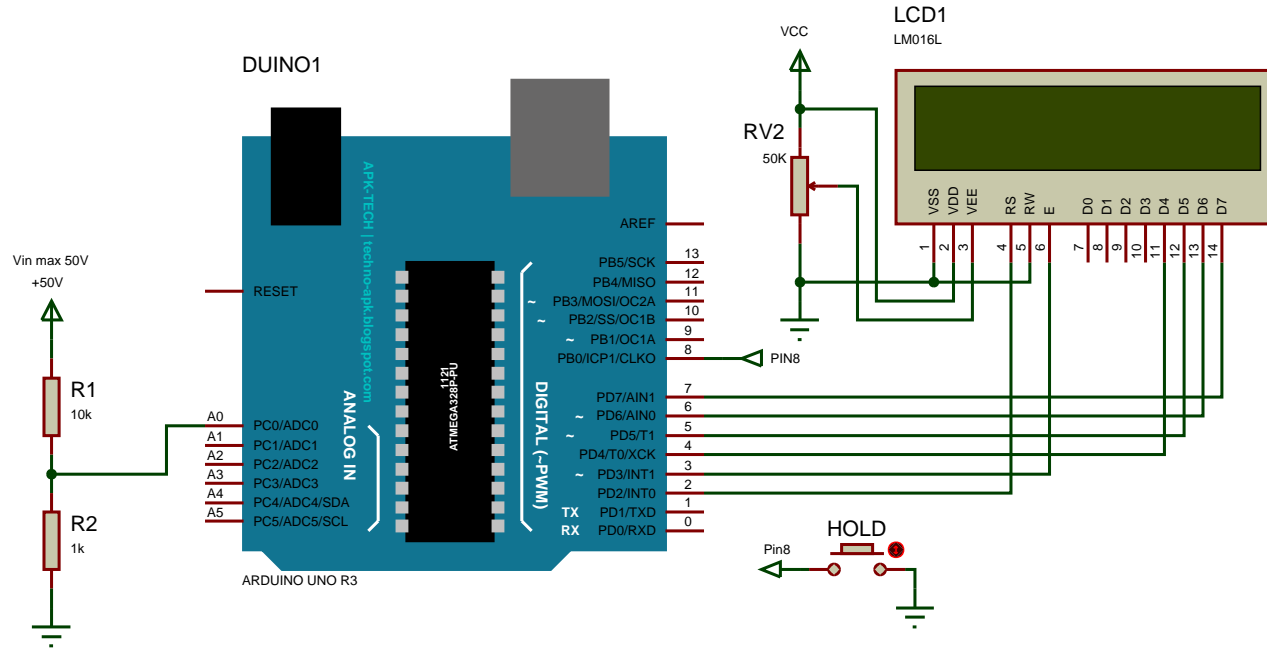 LCD1
LM016L
VCC
DUINO1
RV2
50K
APK-TECH | techno-apk.blogspot.com
VSS
VDD
VEE
RS
RW
E
D0
D1
D2
D3
D4
D5
D6
D7
1
2
3
4
5
6
7
8
9
10
11
12
13
14
Vin max 50V
+50V
R1
10k
R2
1k
RESET
A0 PC0/ADC0
A1 PC1/ADC1
A2 PC2/ADC2
A3 PC3/ADC3
A4 PC4/ADC4/SDA
A5 PC5/ADC5/SCL
ANALOG IN
1121
ATMEGA328P-PU
DIGITAL (~PWM)
AREF
PB5/SCK 13
PB4/MISO 12
~ PB3/MOSI/OC2A 11
~ PB2/SS/OC1B 10
~ PB1/OC1A 9
PB0/ICP1/CLKO 8
PIN8
PD7/AIN1 7
~ PD6/AIN0 6
~ PD5/T1 5
PD4/T0/XCK 4
~ PD3/INT1 3
PD2/INT0 2
TX PD1/TXD 1
RX PD0/RXD 0
ARDUINO UNO R3
HOLD
Pin8